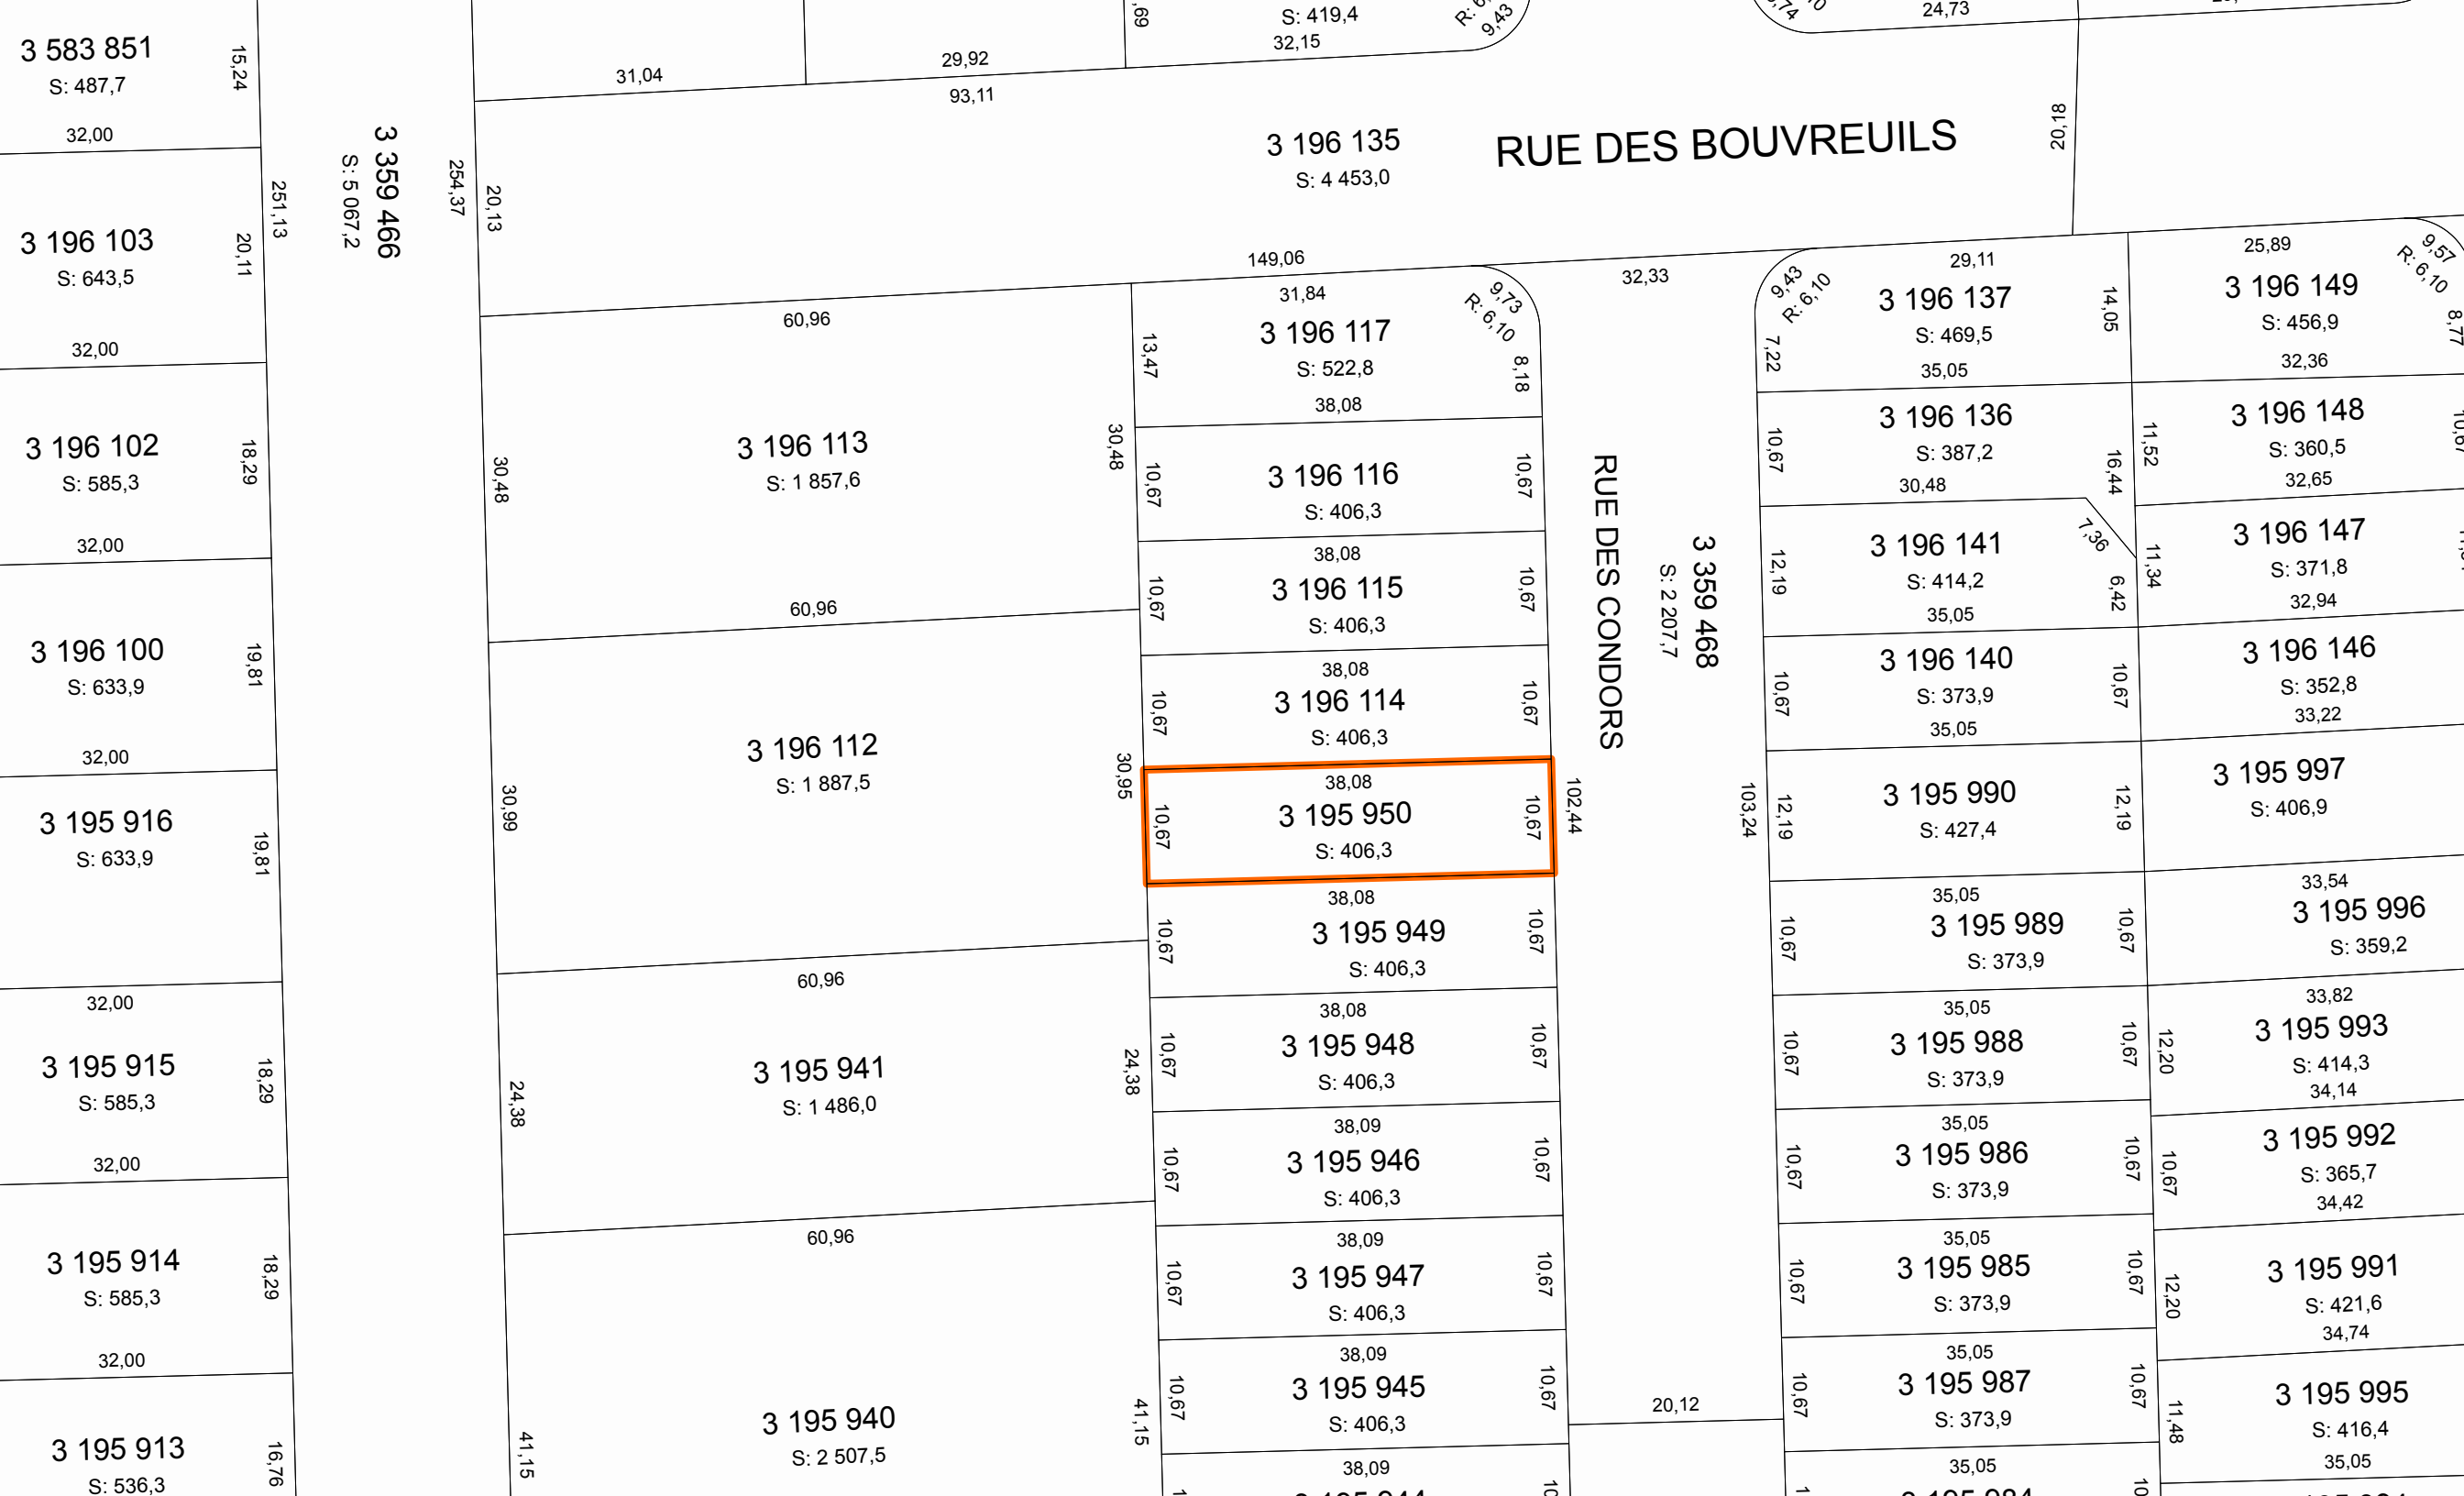 S: 419,4
24,73
9,43
32,15
29,92
31,04
93,11
3 583 851
S: 487,7
15,24
32,00
3 359 466
S: 5 067,2
251,13
254,37
20,13
3 196 135
S: 4 453,0
RUE DES BOUVREUILS
20,18
149,06
32,33
3 196 103
S: 643,5
20,11
32,00
60,96
3 196 113
S: 1 857,6
30,48
30,48
60,96
31,84
3 196 117
S: 522,8
13,47
9,73
R: 6,10
8,18
38,08
29,11
9,43
R: 6,10
3 196 137
S: 469,5
14,05
7,22
35,05
25,89
9,57
R: 6,10
3 196 149
S: 456,9
8,77
32,36
3 196 102
S: 585,3
18,29
32,00
3 196 116
S: 406,3
10,67
10,67
38,08
3 196 136
S: 387,2
10,67
16,44
30,48
3 196 148
S: 360,5
11,52
32,65
RUE DES CONDORS
3 359 468
S: 2 207,7
3 196 115
S: 406,3
10,67
10,67
38,08
3 196 141
S: 414,2
12,19
7,36
6,42
35,05
3 196 147
S: 371,8
11,34
32,94
3 196 100
S: 633,9
19,81
32,00
3 196 112
S: 1 887,5
30,99
30,95
60,96
3 196 114
S: 406,3
10,67
10,67
38,08
3 196 140
S: 373,9
10,67
10,67
35,05
3 196 146
S: 352,8
33,22
3 195 916
S: 633,9
19,81
32,00
3 195 950
S: 406,3
10,67
10,67
102,44
103,24
38,08
3 195 990
S: 427,4
12,19
12,19
35,05
3 195 997
S: 406,9
33,54
3 195 949
S: 406,3
10,67
10,67
38,08
3 195 989
S: 373,9
10,67
10,67
35,05
3 195 996
S: 359,2
33,82
3 195 915
S: 585,3
18,29
32,00
3 195 941
S: 1 486,0
24,38
24,38
60,96
3 195 948
S: 406,3
10,67
10,67
38,09
3 195 988
S: 373,9
10,67
10,67
35,05
3 195 993
S: 414,3
12,20
34,14
3 195 946
S: 406,3
10,67
10,67
38,09
3 195 986
S: 373,9
10,67
10,67
35,05
3 195 992
S: 365,7
10,67
34,42
3 195 914
S: 585,3
18,29
32,00
3 195 947
S: 406,3
10,67
10,67
38,09
3 195 985
S: 373,9
10,67
10,67
35,05
3 195 991
S: 421,6
12,20
34,74
3 195 913
S: 536,3
16,76
3 195 940
S: 2 507,5
41,15
41,15
3 195 945
S: 406,3
10,67
10,67
38,09
20,12
3 195 987
S: 373,9
10,67
10,67
35,05
3 195 995
S: 416,4
11,48
35,05